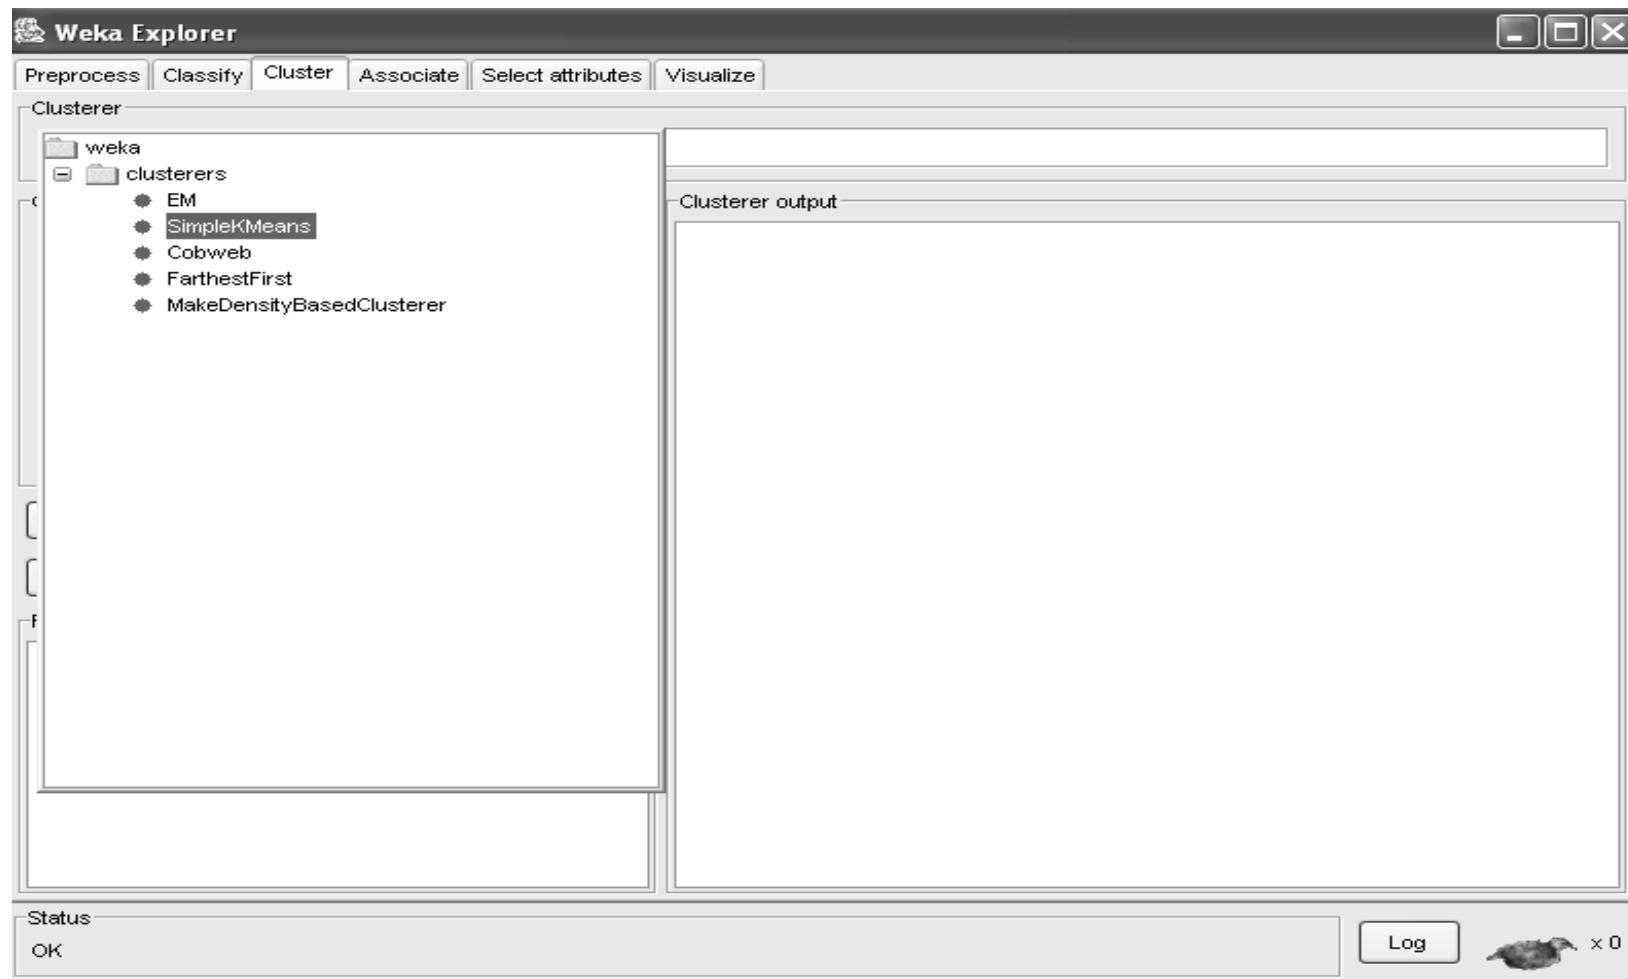 Weka Explorer
Preprocess Classify Cluster Associate Select attributes Visualize
Clusterer
weka
clusterers
EM
SimpleKMeans
Cobweb
FarthestFirst
MakeDensityBasedClusterer
Clusterer output
Status
OK
Log
x 0